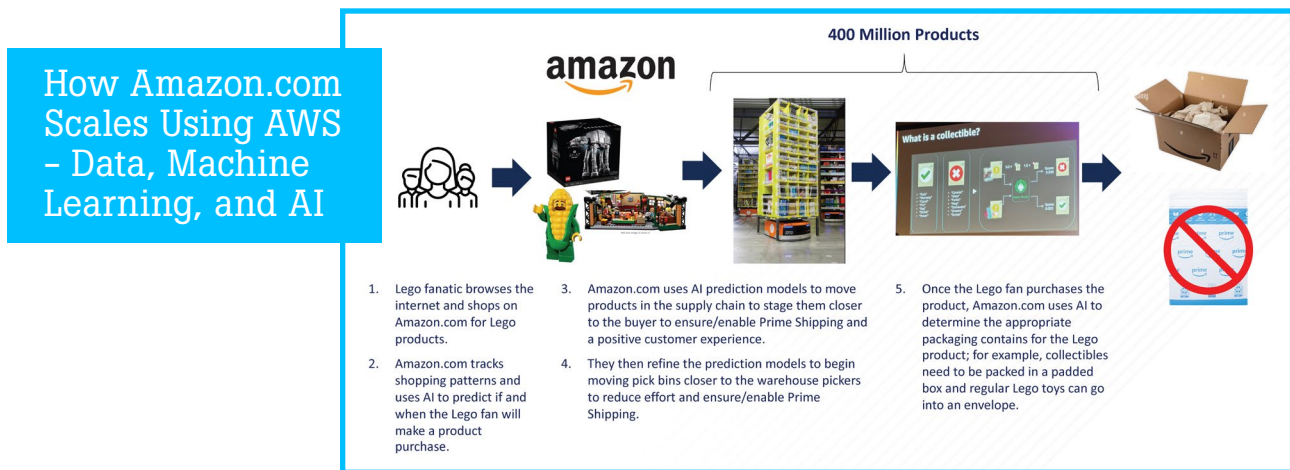 How Amazon.com
Scales Using AWS
– Data, Machine
Learning, and AI
400 Million Products
amazon
What is a collectible?
prime
prime
prime
1. Lego fanatic browses the
internet and shops on
Amazon.com for Lego
products.
2. Amazon.com tracks
shopping patterns and
uses AI to predict if and
when the Lego fan will
make a product
purchase.
3. Amazon.com uses AI prediction models to move
products in the supply chain to stage them closer
to the buyer to ensure/enable Prime Shipping and
a positive customer experience.
4. They then refine the prediction models to begin
moving pick bins closer to the warehouse pickers
to reduce effort and ensure/enable Prime
Shipping.
5. Once the Lego fan purchases the
product, Amazon.com uses AI to
determine the appropriate
packaging contains for the Lego
product; for example, collectibles
need to be packed in a padded
box and regular Lego toys can go
into an envelope.